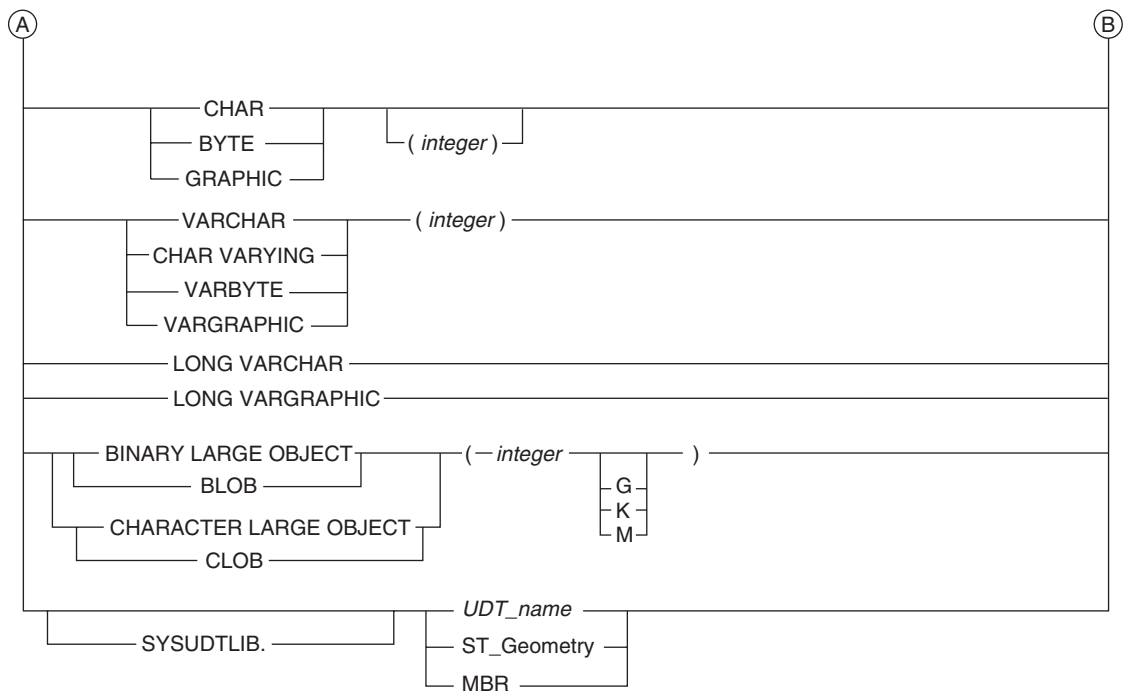 A B
CHAR
BYTE ( integer )
GRAPHIC
VARCHAR ( integer )
CHAR VARYING
VARBYTE
VARGRAPHIC
LONG VARCHAR
LONG VARGRAPHIC
BINARY LARGE OBJECT ( integer )
BLOB G
K
CHARACTER LARGE OBJECT M
CLOB
UDT_name
SYSUDTLIB. ST_Geometry
MBR